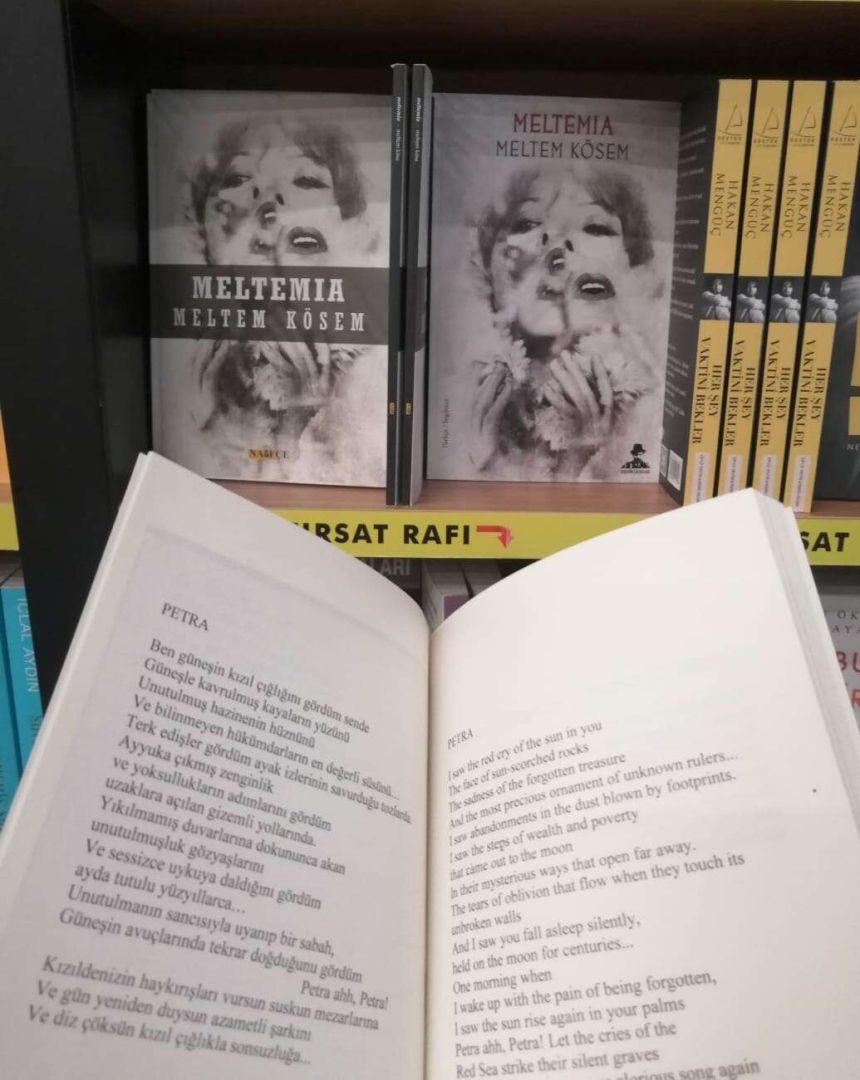 MELTEMIA
MELTEM KÖSEM
MELTEMIA
MELTEM KÖSEM
Türkçe / İngilizce
DESTEK
DESTEK
DESTEK
HAKAN
MENGÜÇ
HAKAN
MENGÜÇ
HAKAN
MENGÜÇ
HAKAN
MENGÜÇ
HER ŞEY
VAKTİNİ BEKLER
HER ŞEY
VAKTİNİ BEKLER
HER ŞEY
VAKTİNİ BEKLER
HER ŞEY
VAKTİNİ BEKLER
RSAT RAFI
SAT
ARI
İCLAL AYDIN
PETRA
Ben güneşin kızıl çığlığını gördüm sende
Güneşle kavrulmuş kayaların yüzünü
Unutulmuş hazinenin hüznünü
Ve bilinmeyen hükümdarların en değerli süsünü...
Terk edişler gördüm ayak izlerinin savurduğu tozlarda.
Ayyuka çıkmış zenginlik
ve yoksullukların adımlarını gördüm
uzaklara açılan gizemli yollarında.
Yıkılmamış duvarlarına dokununca akan
unutulmuşluk gözyaşlarını
Ve sessizce uykuya daldığını gördüm
ayda tutulu yüzyıllarca...
Unutulmanın sancısıyla uyanıp bir sabah,
Güneşin avuçlarında tekrar doğduğunu gördüm
Petra ahh, Petra!
Kızıldenizin haykırışları vursun suskun mezarlarına
Ve gün yeniden duysun azametli şarkını
Ve diz çöksün kızıl çığlıkla sonsuzluğa...
PETRA
I saw the red cry of the sun in you
The face of sun-scorched rocks
The sadness of the forgotten treasure
And the most precious ornament of unknown rulers...
I saw abandonments in the dust blown by footprints.
I saw the steps of wealth and poverty
that came out to the moon
In their mysterious ways that open far away.
The tears of oblivion that flow when they touch its
unbroken walls
And I saw you fall asleep silently,
held on the moon for centuries...
One morning when
I wake up with the pain of being forgotten,
I saw the sun rise again in your palms
Petra ahh, Petra! Let the cries of the
Red Sea strike their silent graves
glorious song again